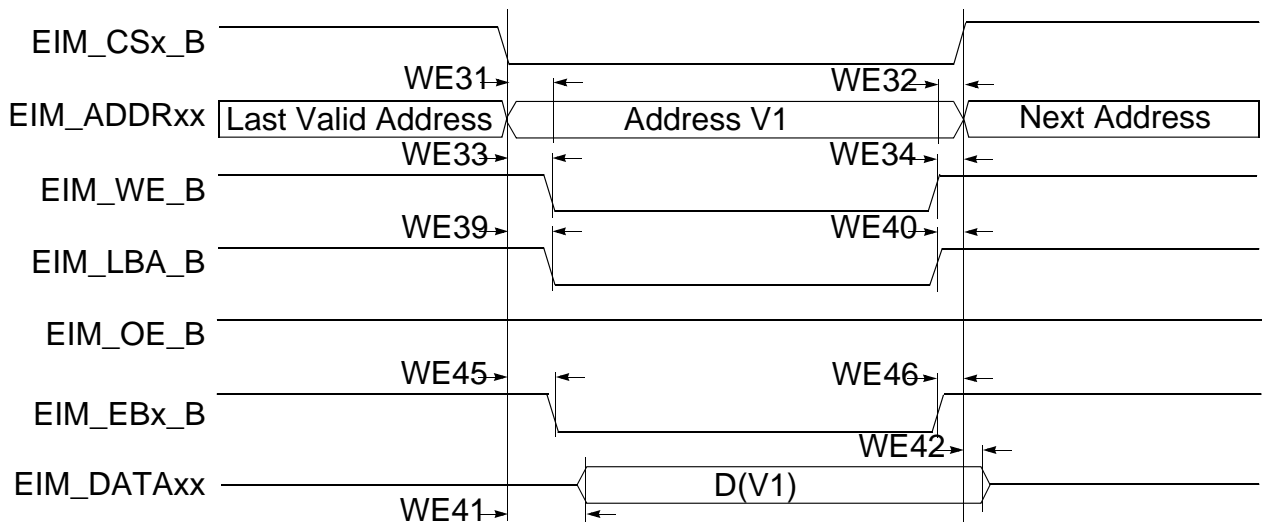 EIM_CSx_B
WE31 WE32
EIM_ADDRxx Last Valid Address Address V1 Next Address
WE33 WE34
EIM_WE_B
WE39 WE40
EIM_LBA_B
EIM_OE_B
WE45 WE46
EIM_EBx_B
WE42
EIM_DATAxx D(V1)
WE41